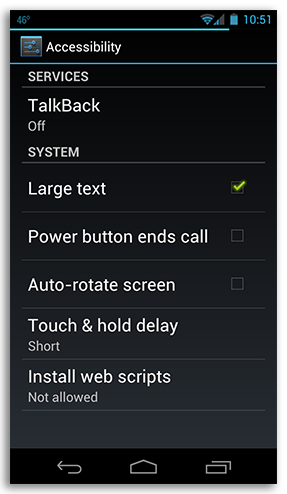 46° 10:51
Accessibility
SERVICES
TalkBack
Off
SYSTEM
Large text
Power button ends call
Auto-rotate screen
Touch & hold delay
Short
Install web scripts
Not allowed